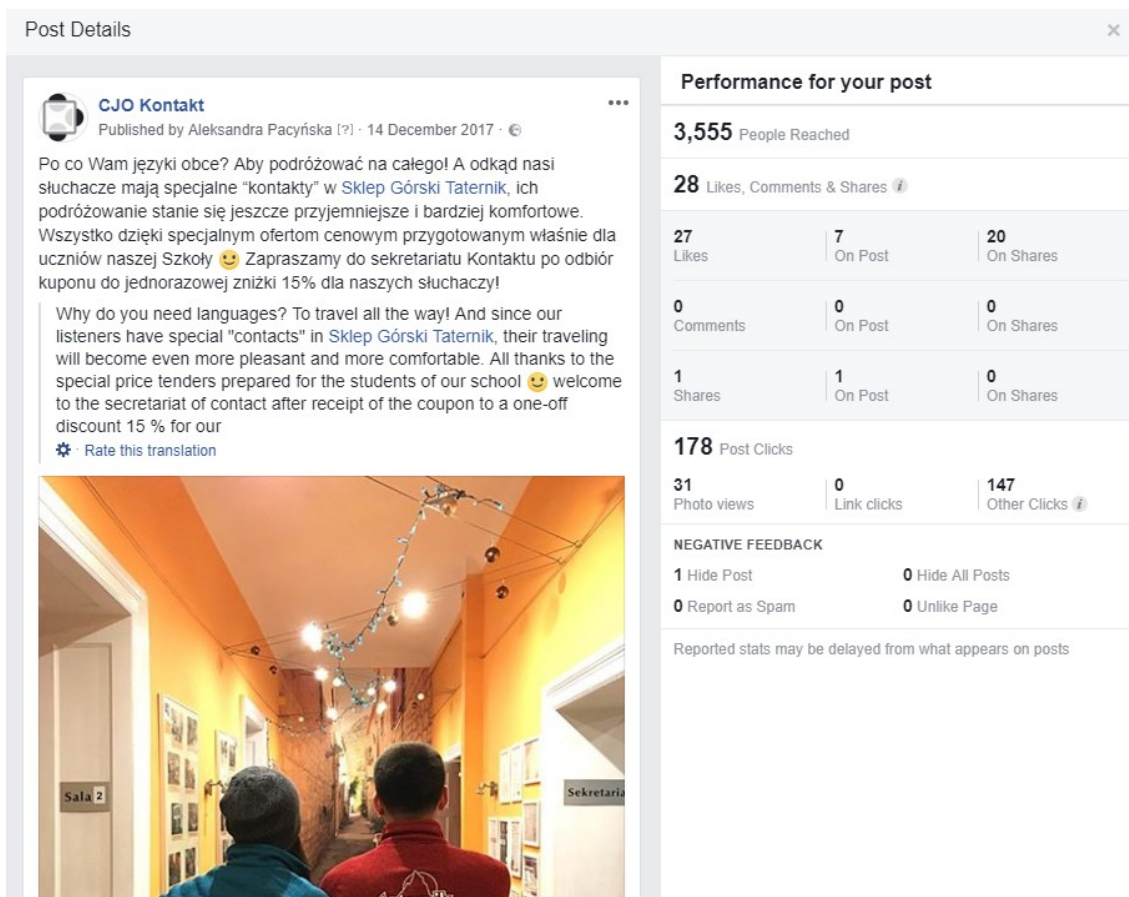 Post Details
CJO Kontakt
Published by Aleksandra Pacyńska [?] · 14 December 2017 ·
Po co Wam języki obce? Aby podróżować na całego! A odkąd nasi
słuchacze mają specjalne “kontakty” w Sklep Górski Taternik, ich
podróżowanie stanie się jeszcze przyjemniejsze i bardziej komfortowe.
Wszystko dzięki specjalnym ofertom cenowym przygotowanym właśnie dla
uczniów naszej Szkoły 🙂 Zapraszamy do sekretariatu Kontaktu po odbiór
kuponu do jednorazowej zniżki 15% dla naszych słuchaczy!
Why do you need languages? To travel all the way! And since our
listeners have special "contacts" in Sklep Górski Taternik, their traveling
will become even more pleasant and more comfortable. All thanks to the
special price tenders prepared for the students of our school 🙂 welcome
to the secretariat of contact after receipt of the coupon to a one-off
discount 15 % for our
· Rate this translation
Sala 2
Sekretaria
Performance for your post
3,555 People Reached
28 Likes, Comments & Shares
27 7 20
Likes On Post On Shares
0 0 0
Comments On Post On Shares
1 1 0
Shares On Post On Shares
178 Post Clicks
31 0 147
Photo views Link clicks Other Clicks
NEGATIVE FEEDBACK
1 Hide Post 0 Hide All Posts
0 Report as Spam 0 Unlike Page
Reported stats may be delayed from what appears on posts